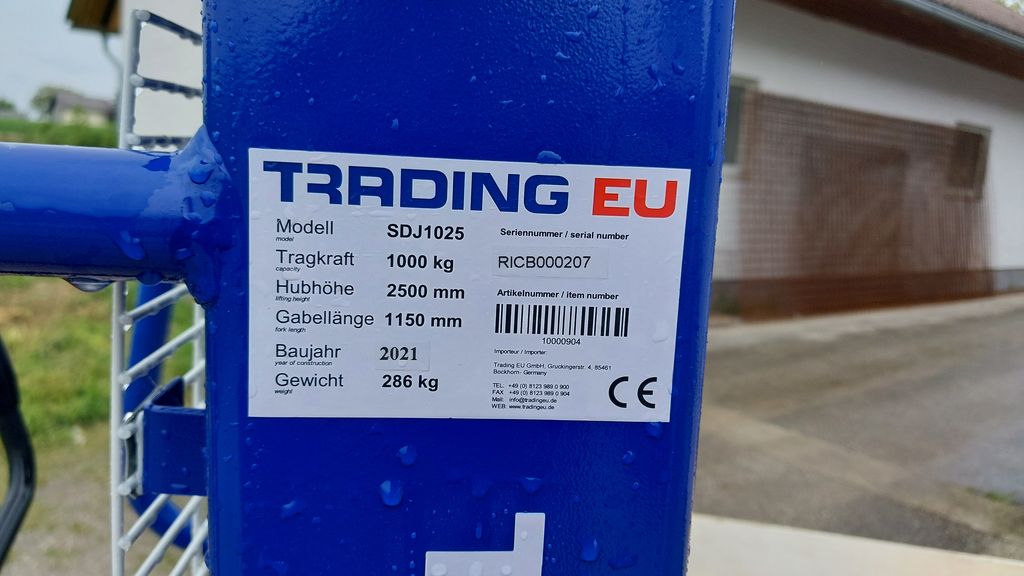 TRADING EU
Modell
model
SDJ1025
Tragkraft
capacity
1000 kg
Hubhöhe
lifting height
2500 mm
Gabellänge
fork length
1150 mm
Baujahr
year of construction
2021
Gewicht
weight
286 kg
Seriennummer / serial number
RICB000207
Artikelnummer / item number
10000904
Importeur / Importer:
Trading EU GmbH, Gruckingerstr. 4, 85461
Bockhorn- Germany
TEL: +49 (0) 8123 989 0 900
FAX +49 (0) 8123 989 0 904
Mail: info@tradingeu.de
WEB: www.tradingeu.de
CE